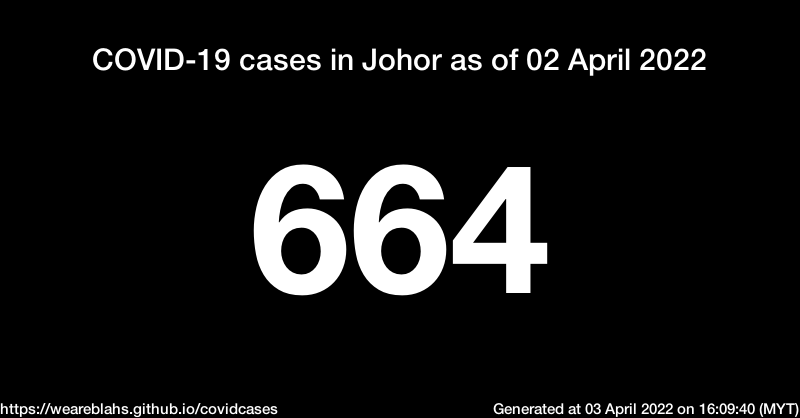 COVID-19 cases in Johor as of 02 April 2022
664
https://weareblahs.github.io/covidcases
Generated at 03 April 2022 on 16:09:40 (MYT)